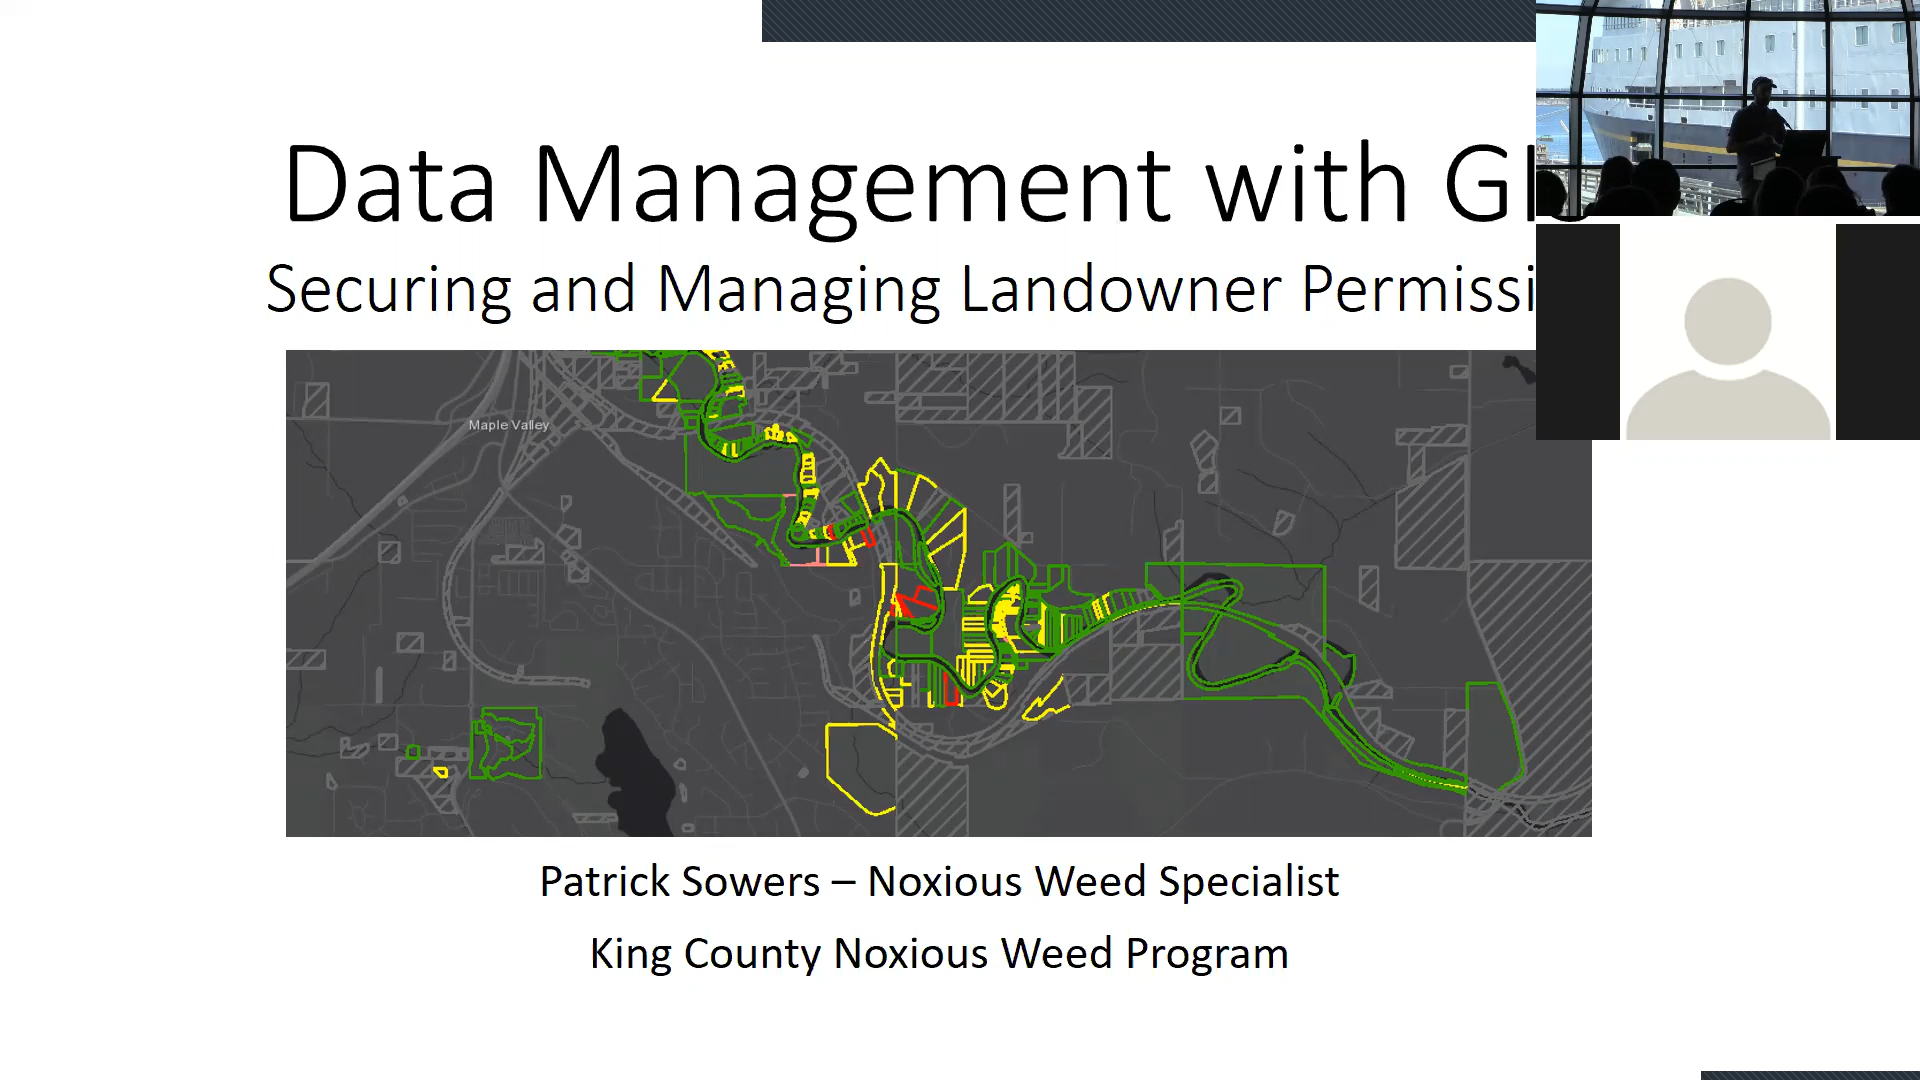 Data Management with GI
Securing and Managing Landowner Permissi
Maple Valley
Patrick Sowers – Noxious Weed Specialist
King County Noxious Weed Program